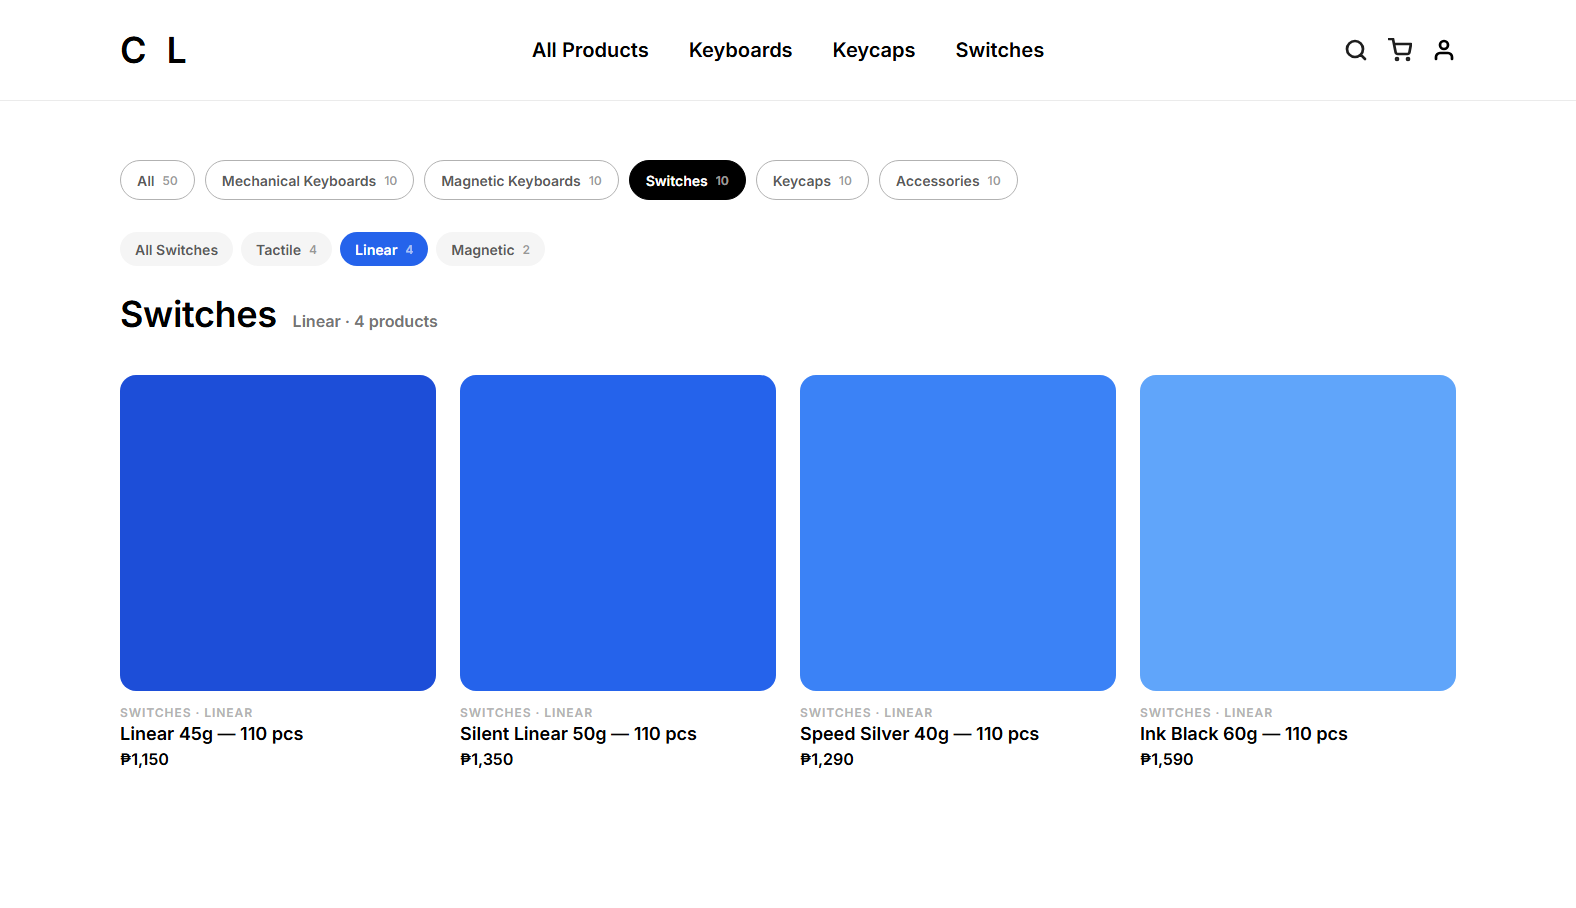 C L
All Products Keyboards Keycaps Switches
All 50 Mechanical Keyboards 10 Magnetic Keyboards 10 Switches 10 Keycaps 10 Accessories 10
All Switches Tactile 4 Linear 4 Magnetic 2
Switches Linear · 4 products
SWITCHES · LINEAR
Linear 45g — 110 pcs
₱1,150
SWITCHES · LINEAR
Silent Linear 50g — 110 pcs
₱1,350
SWITCHES · LINEAR
Speed Silver 40g — 110 pcs
₱1,290
SWITCHES · LINEAR
Ink Black 60g — 110 pcs
₱1,590